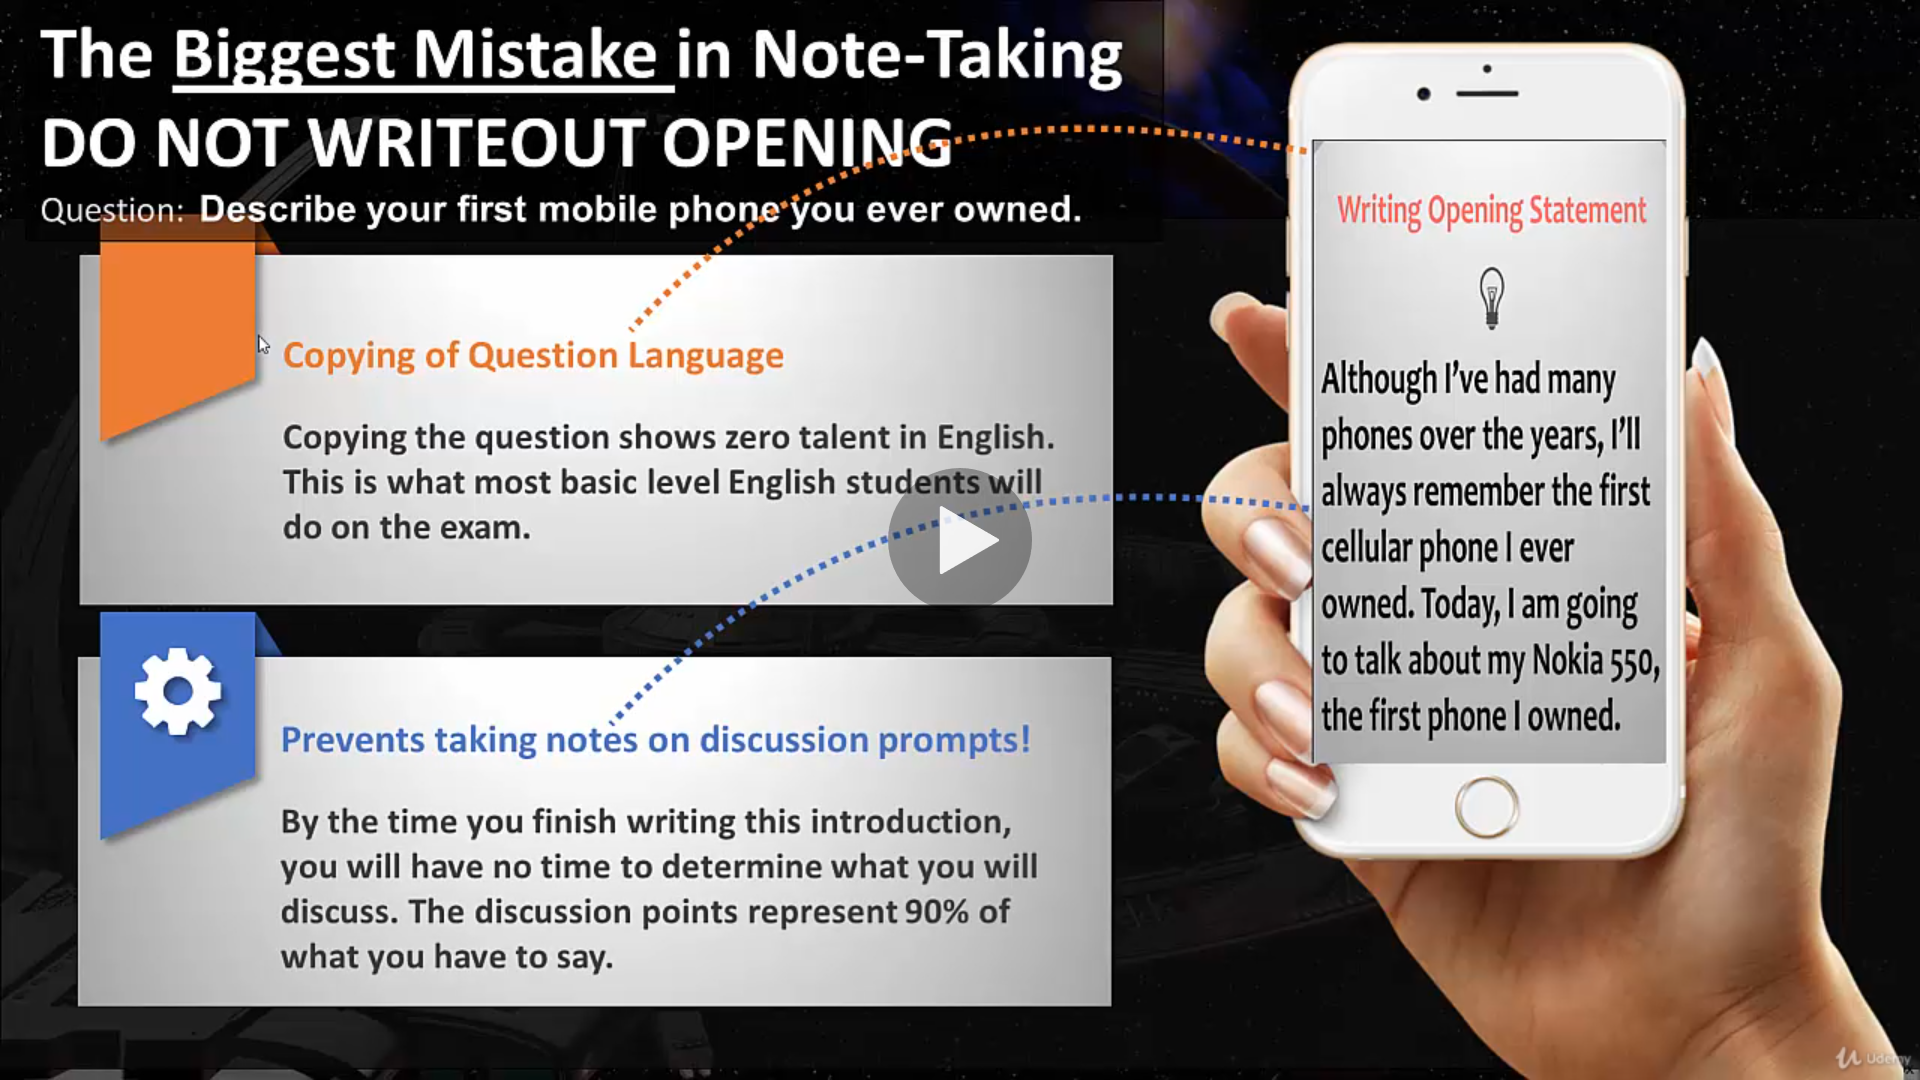 The Biggest Mistake in Note-Taking
DO NOT WRITEOUT OPENING
Question: Describe your first mobile phone you ever owned.
Copying of Question Language
Copying the question shows zero talent in English.
This is what most basic level English students will
do on the exam.
Prevents taking notes on discussion prompts!
By the time you finish writing this introduction,
you will have no time to determine what you will
discuss. The discussion points represent 90% of
what you have to say.
Writing Opening Statement
Although I've had many
phones over the years, I'll
always remember the first
cellular phone I ever
owned. Today, I am going
to talk about my Nokia 550,
the first phone I owned.
Udemy